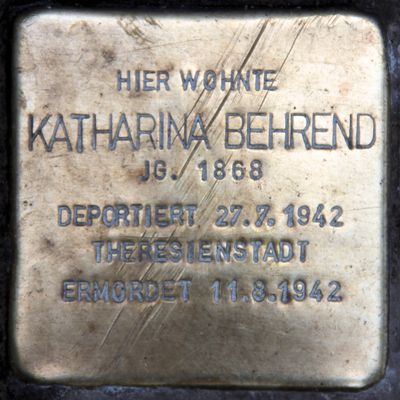 HIER WOHNTE
KATHARINA BEHREND
JG. 1868
DEPORTIERT 27.7.1942
THERESIENSTADT
ERMORDET 11.8.1942